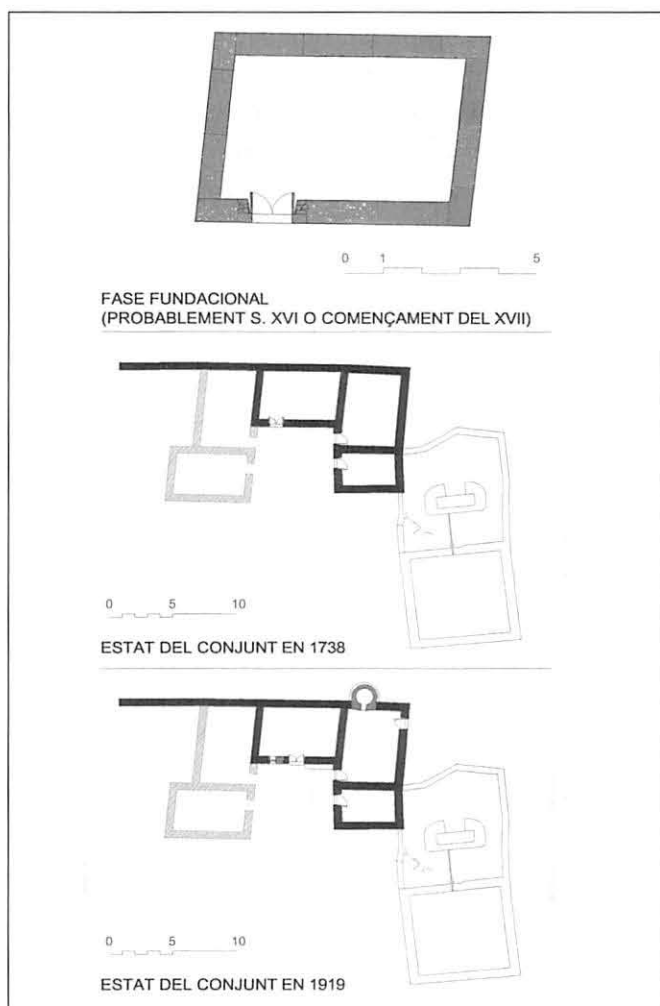 0 1 5
FASE FUNDACIONAL
(PROBABLEMENT S. XVI O COMENÇAMENT DEL XVII)
0 5 10
ESTAT DEL CONJUNT EN 1738
0 5 10
ESTAT DEL CONJUNT EN 1919